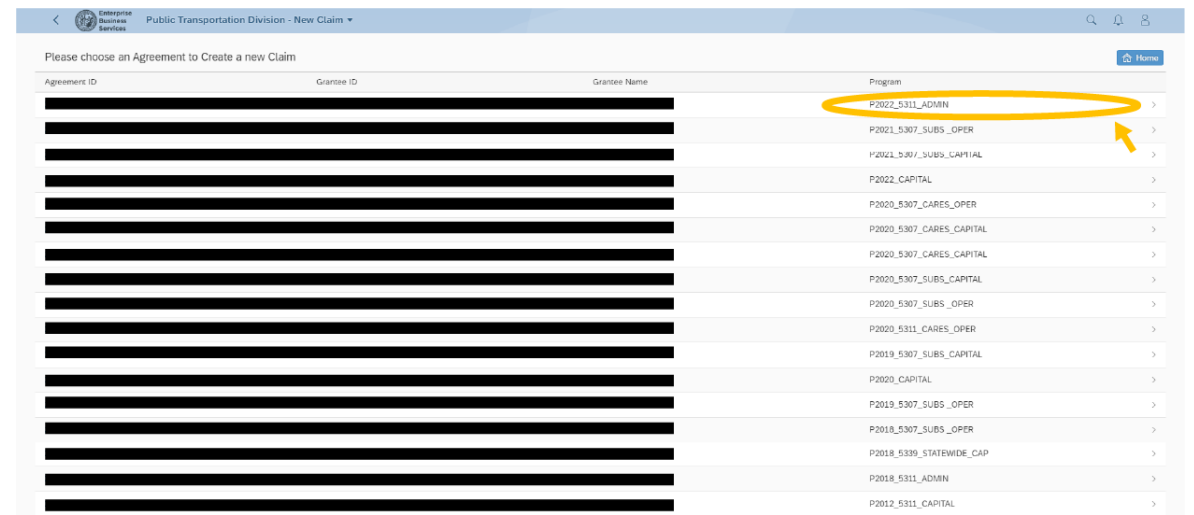 Enterprise
Business
Services
Public Transportation Division - New Claim
Please choose an Agreement to Create a new Claim
Home
Agreement ID Grantee ID Grantee Name Program
P2022_5311_ADMIN
P2021_5307_SUBS _OPER
P2021_5307_SUBS_CAPITAL
P2022_CAPITAL
P2020_5307_CARES_OPER
P2020_5307_CARES_CAPITAL
P2020_5307_CARES_CAPITAL
P2020_5307_SUBS_CAPITAL
P2020_5307_SUBS _OPER
P2020_5311_CARES_OPER
P2019_5307_SUBS_CAPITAL
P2020_CAPITAL
P2019_5307_SUBS _OPER
P2018_5307_SUBS _OPER
P2018_5339_STATEWIDE_CAP
P2018_5311_ADMIN
P2012_5311_CAPITAL